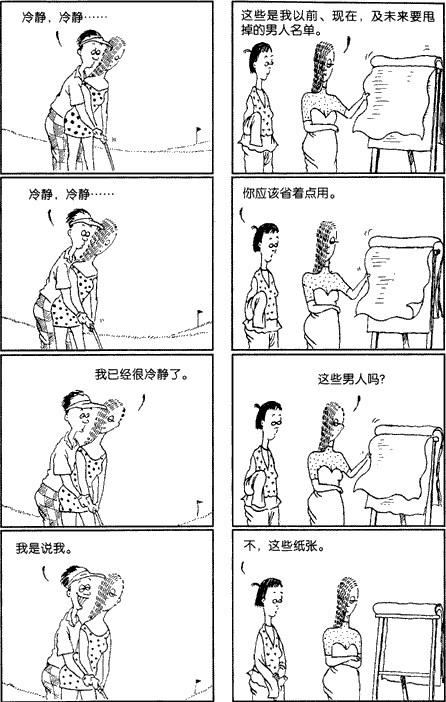 冷静，冷静……
冷静，冷静……
我已经很冷静了。
我是说我。
这些是我以前、现在，及未来要甩
掉的男人名单。
你应该省着点用。
这些男人吗?
不，这些纸张。